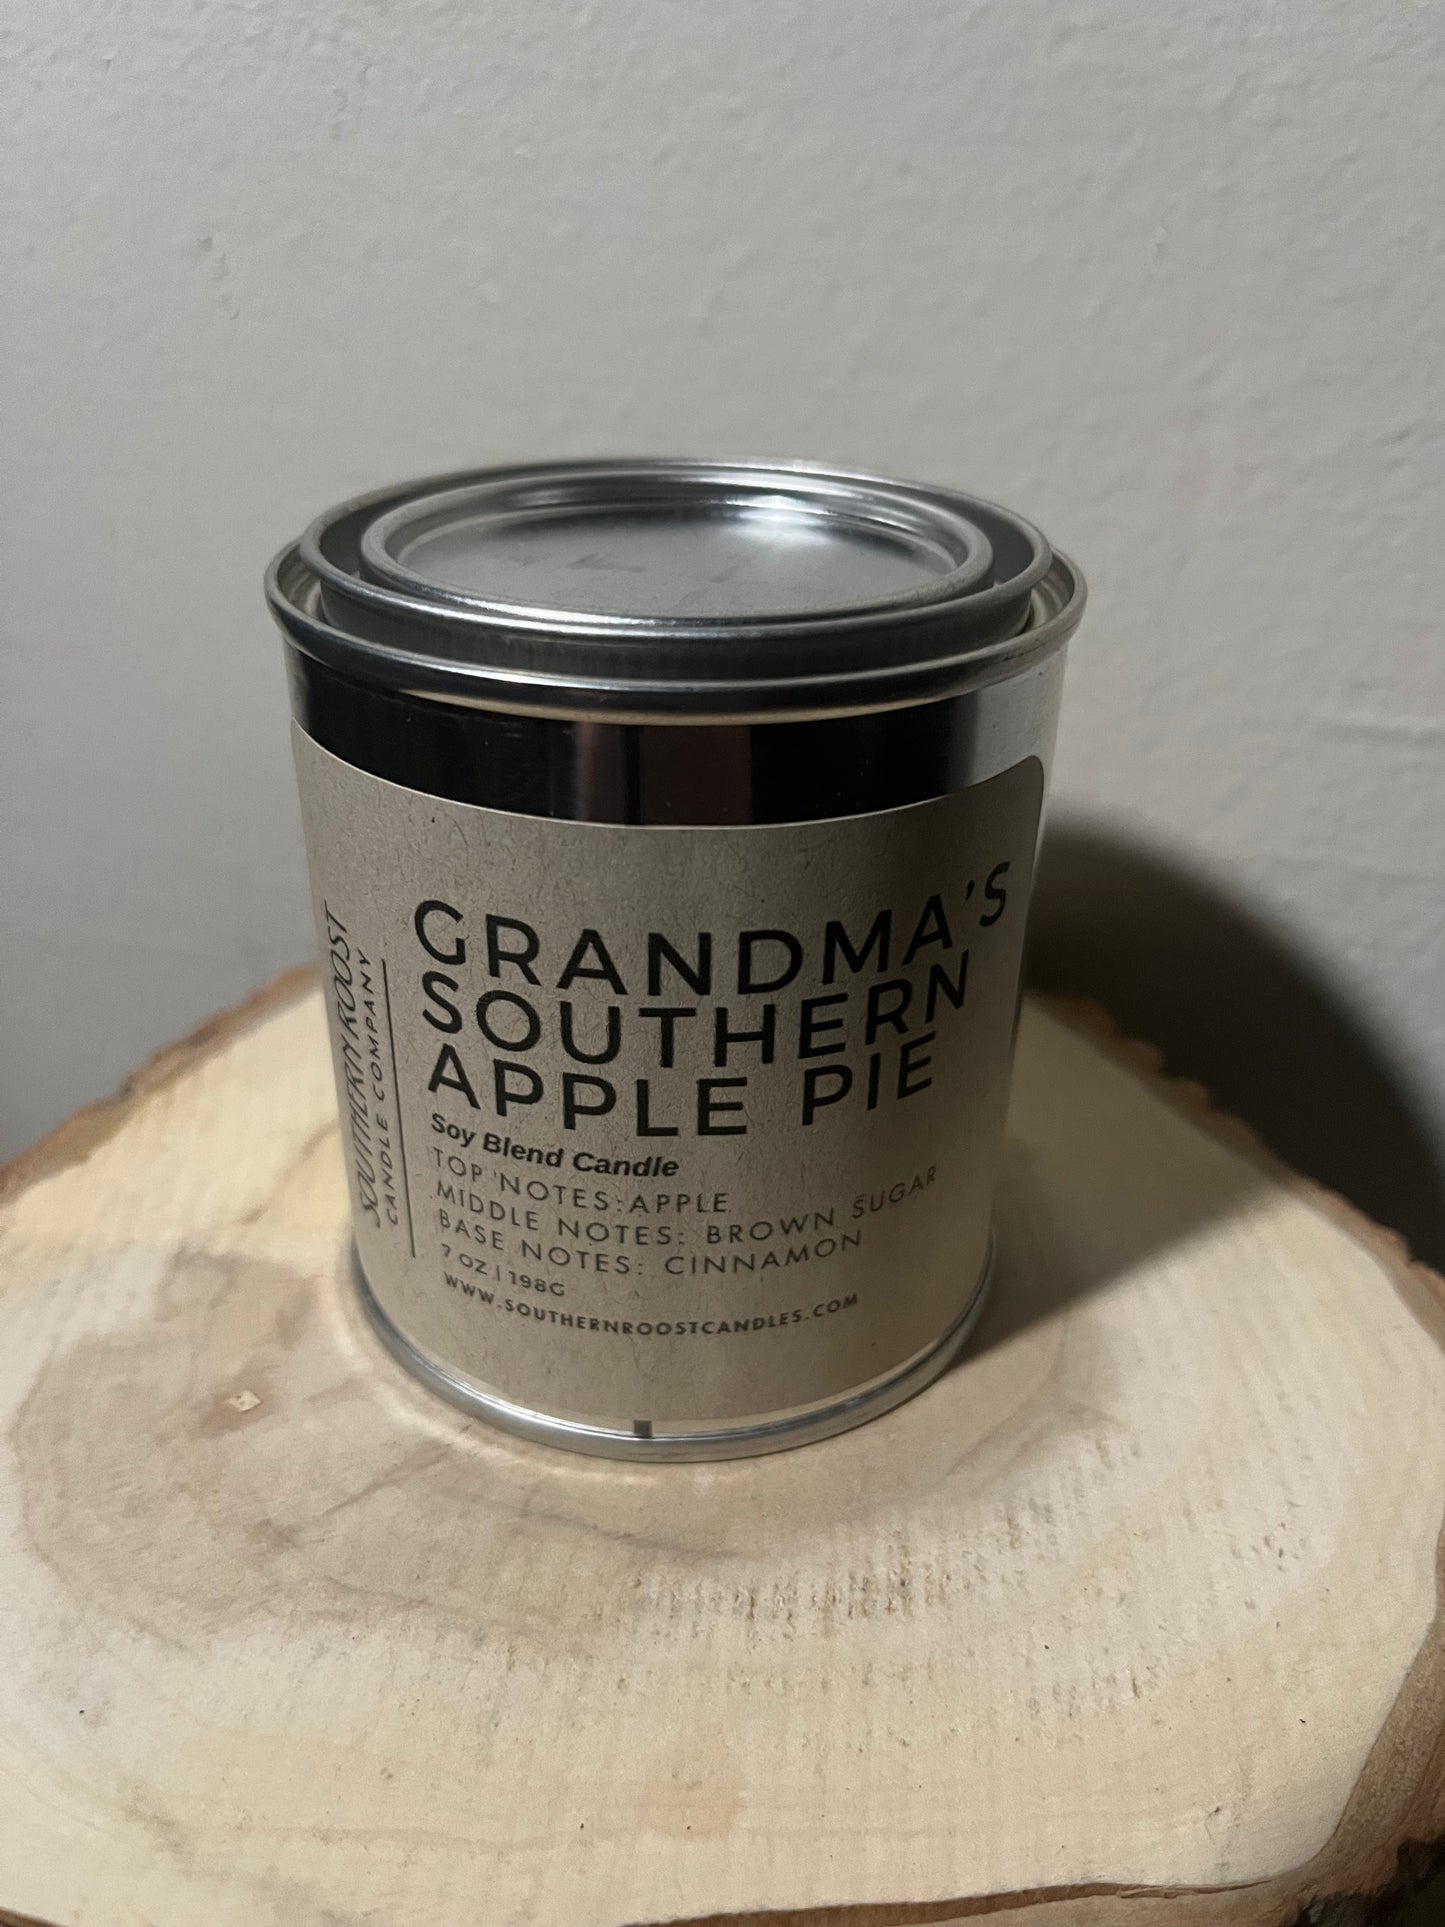 SOUTHERN ROOST
CANDLE COMPANY
GRANDMA'S
SOUTHERN
APPLE PIE
Soy Blend Candle
TOP NOTES:APPLE
MIDDLE NOTES: BROWN SUGAR
BASE NOTES: CINNAMON
7 OZ | 198G
WWW.SOUTHERNROOSTCANDLES.COM